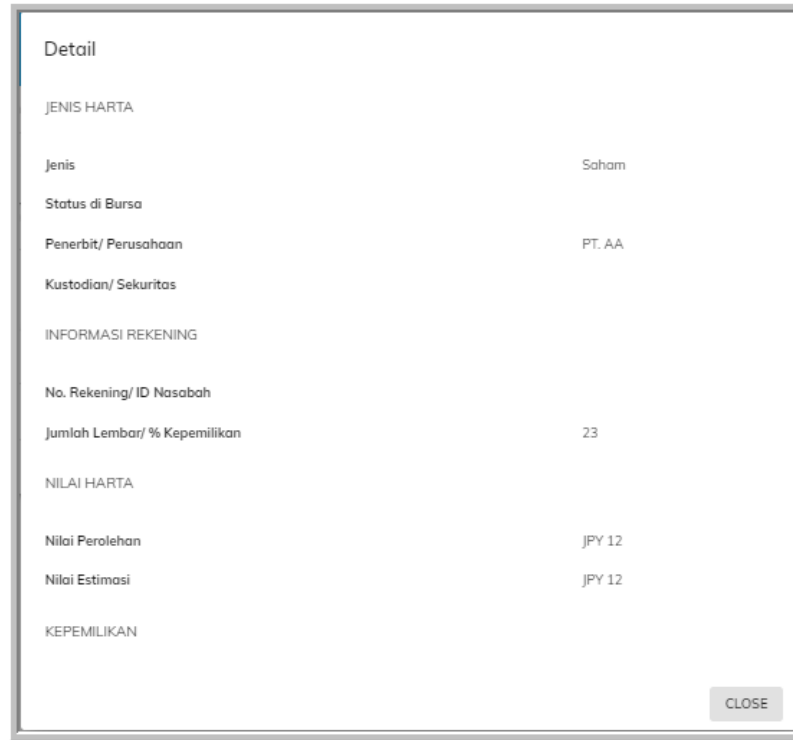 Detail
JENIS HARTA
Jenis Saham
Status di Bursa
Penerbit/ Perusahaan PT. AA
Kustodian/ Sekuritas
INFORMASI REKENING
No. Rekening/ ID Nasabah
Jumlah Lembar/ % Kepemilikan 23
NILAI HARTA
Nilai Perolehan JPY 12
Nilai Estimasi JPY 12
KEPEMILIKAN
CLOSE